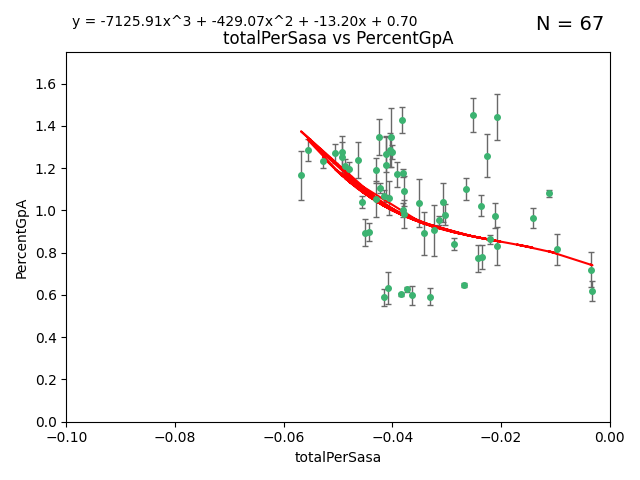 y = -7125.91x^3 + -429.07x^2 + -13.20x + 0.70
N = 67
totalPerSasa vs PercentGpA
1.6
1.4
1.2
1.0
0.8
0.6
0.4
0.2
0.0
PercentGpA
−0.10 −0.08 −0.06 −0.04 −0.02 0.00
totalPerSasa